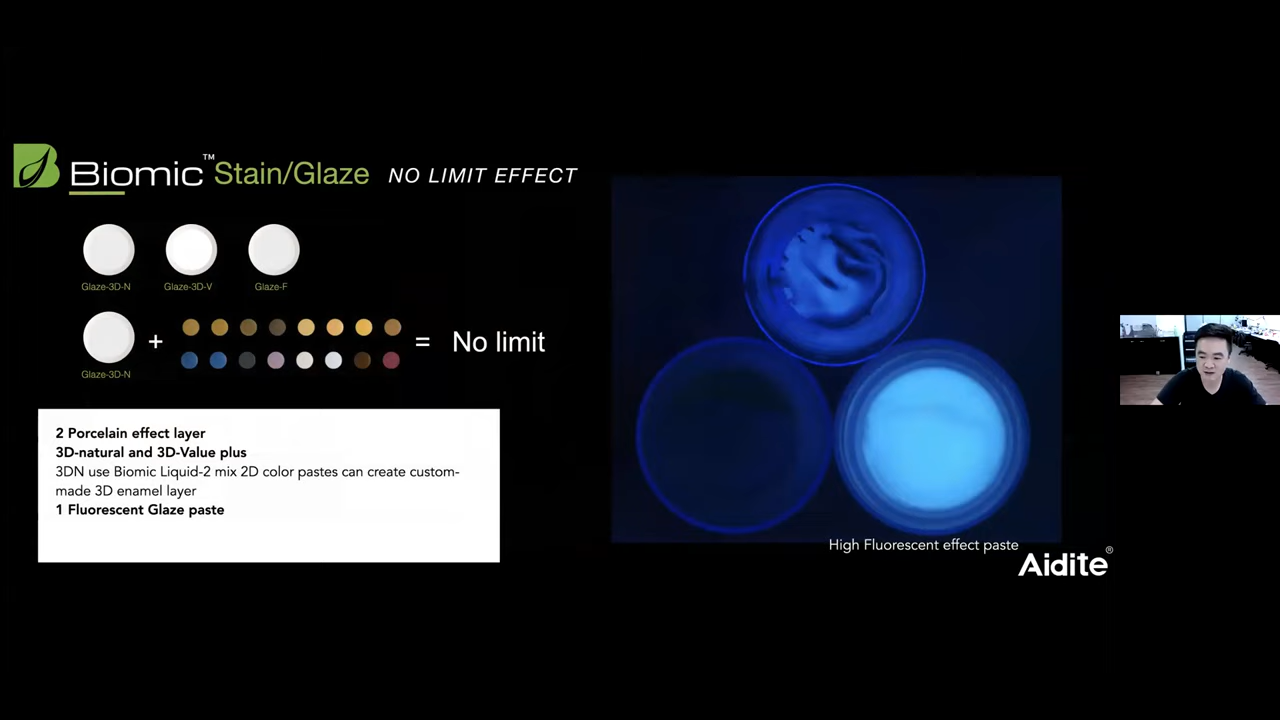 Biomic™ Stain/Glaze NO LIMIT EFFECT
Glaze-3D-N Glaze-3D-V Glaze-F
+ = No limit
Glaze-3D-N
2 Porcelain effect layer
3D-natural and 3D-Value plus
3DN use Biomic Liquid-2 mix 2D color pastes can create custom-
made 3D enamel layer
1 Fluorescent Glaze paste
High Fluorescent effect paste
Aidite®